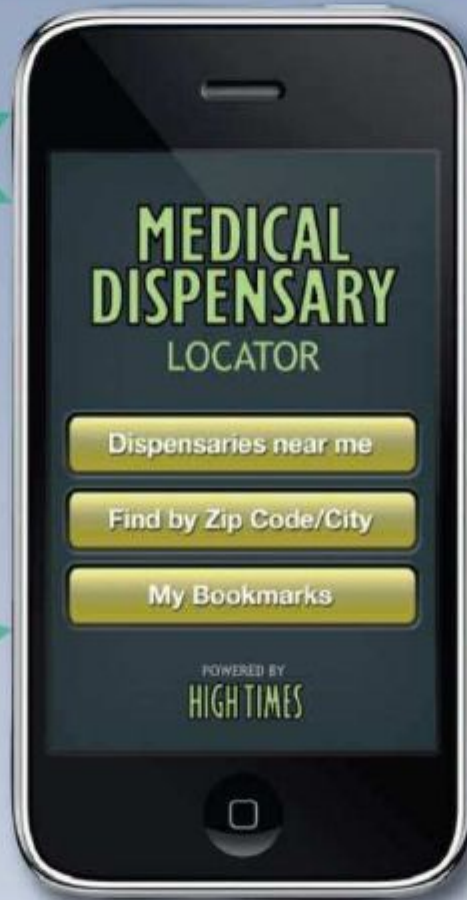 MEDICAL
DISPENSARY
LOCATOR
Dispensaries near me
Find by Zip Code/City
My Bookmarks
POWERED BY
HIGH TIMES